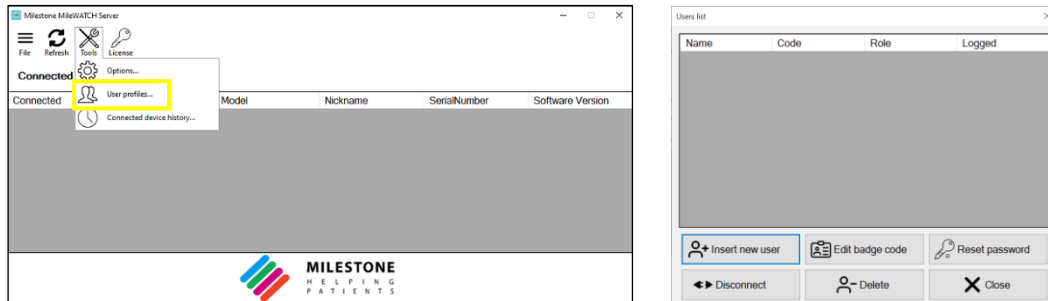 Milestone MileWATCH Server
File Refresh Tools License
Connected
Options...
User profiles...
Connected device history...
Connected Model Nickname SerialNumber Software Version
MILESTONE
HELPING
PATIENTS
Users list
Name Code Role Logged
Insert new user Edit badge code Reset password
Disconnect Delete Close